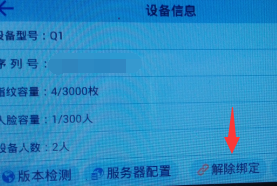 设备信息
设备型号：Q1
序 列 号：
指纹容量：4/3000枚
人脸容量：1/300人
设备人数：2人
版本检测 服务器配置 解除绑定